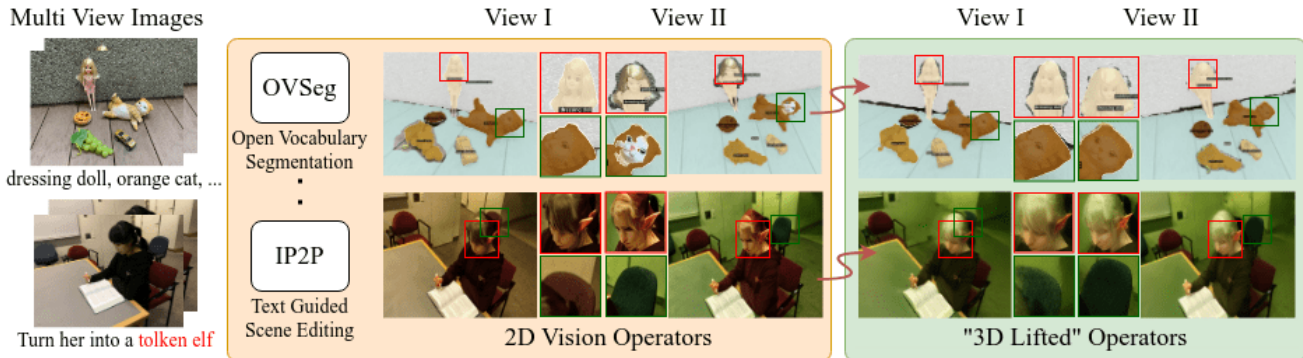 Multi View Images
View I
View II
View I
View II
OVSeg
Open Vocabulary
Segmentation
dressing doll, orange cat, ...
IP2P
Text Guided
Scene Editing
Turn her into a tolken elf
2D Vision Operators
"3D Lifted" Operators